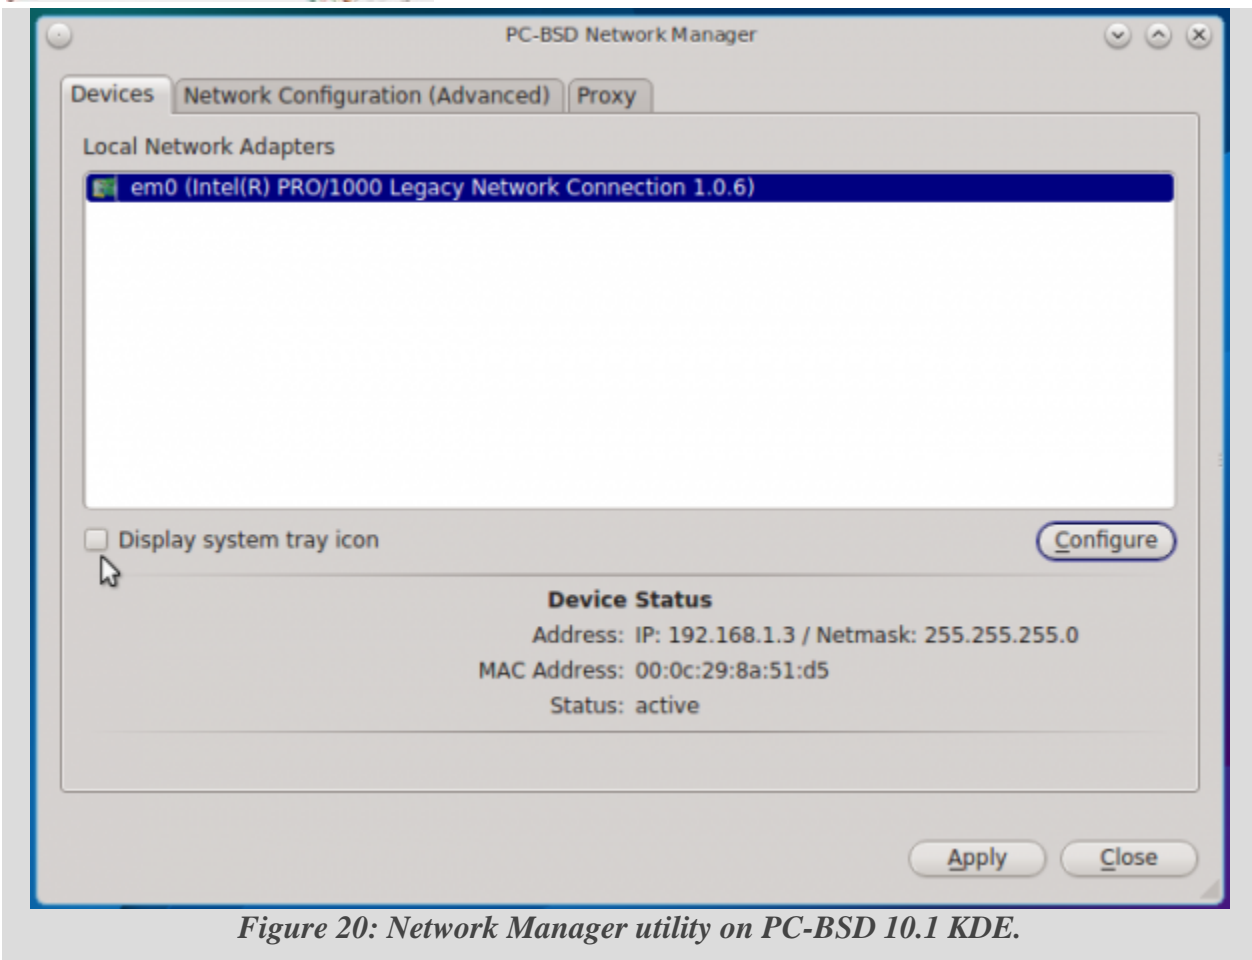 PC-BSD Network Manager
Devices Network Configuration (Advanced) Proxy
Local Network Adapters
em0 (Intel(R) PRO/1000 Legacy Network Connection 1.0.6)
Display system tray icon Configure
Device Status
Address: IP: 192.168.1.3 / Netmask: 255.255.255.0
MAC Address: 00:0c:29:8a:51:d5
Status: active
Apply Close
Figure 20: Network Manager utility on PC-BSD 10.1 KDE.